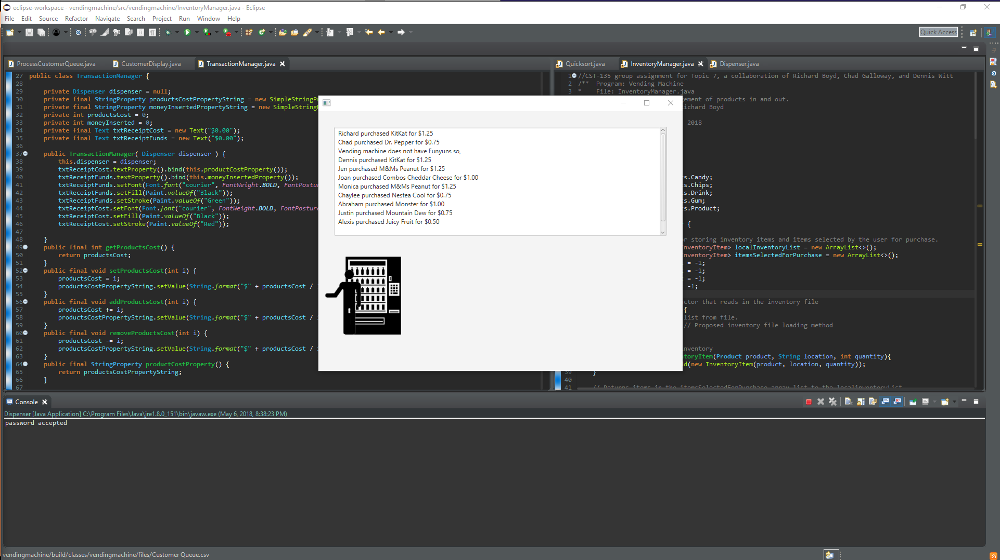 eclipse-workspace - vendingmachine/src/vendingmachine/InventoryManager.java - Eclipse
File Edit Source Refactor Navigate Search Project Run Window Help
Quick Access
ProcessCustomerQueue.java CustomerDisplay.java TransactionManager.java
27 public class TransactionManager {
28
29 private Dispenser dispenser = null;
30 private final StringProperty productsCostPropertyString = new SimpleStringPr
31 private final StringProperty moneyInsertedPropertyString = new SimpleStringP
32 private int productsCost = 0;
33 private int moneyInserted = 0;
34 private final Text txtReceiptCost = new Text("$0.00");
35 private final Text txtReceiptFunds = new Text("$0.00");
36
37 public TransactionManager( Dispenser dispenser ) {
38 this.dispenser = dispenser;
39 txtReceiptCost.textProperty().bind(this.productCostProperty());
40 txtReceiptFunds.textProperty().bind(this.moneyInsertedProperty());
41 txtReceiptFunds.setFont(Font.font("courier", FontWeight.BOLD, FontPostur
42 txtReceiptFunds.setFill(Paint.valueOf("Black"));
43 txtReceiptFunds.setStroke(Paint.valueOf("Green"));
44 txtReceiptCost.setFont(Font.font("courier", FontWeight.BOLD, FontPosture
45 txtReceiptCost.setFill(Paint.valueOf("Black"));
46 txtReceiptCost.setStroke(Paint.valueOf("Red"));
47
48 }
49 public final int getProductsCost() {
50 return productsCost;
51 }
52 public final void setProductsCost(int i) {
53 productsCost = i;
54 productsCostPropertyString.setValue(String.format("$" + productsCost / 1
55 }
56 public final void addProductsCost(int i) {
57 productsCost += i;
58 productsCostPropertyString.setValue(String.format("$" + productsCost / 1
59 }
60 public final void removeProductsCost(int i) {
61 productsCost -= i;
62 productsCostPropertyString.setValue(String.format("$" + productsCost / 1
63 }
64 public final StringProperty productCostProperty() {
65 return productsCostPropertyString;
66 }
67
Richard purchased KitKat for $1.25
Chad purchased Dr. Pepper for $0.75
Vending machine does not have Funyuns so,
Dennis purchased KitKat for $1.25
Jen purchased M&Ms Peanut for $1.25
Joan purchased Combos Cheddar Cheese for $1.00
Monica purchased M&Ms Peanut for $1.25
Chaylee purchased Nestea Cool for $0.75
Abraham purchased Monster for $1.00
Justin purchased Mountain Dew for $0.75
Alexis purchased Juicy Fruit for $0.50
Quicksort.java InventoryManager.java Dispenser.java
1 //CST-135 group assignment for Topic 7, a collaboration of Richard Boyd, Chad Galloway, and Dennis Witt
2 /** Program: Vending Machine
3 * File: InventoryManager.java
ement of products in and out.
ichard Boyd
2018
s.Candy;
s.Chips;
s.Drink;
s.Gum;
s.Product;
{
r storing inventory items and items selected by the user for purchase.
InventoryItem> localInventoryList = new ArrayList<>();
InventoryItem> itemsSelectedForPurchase = new ArrayList<>();
= -1;
= -1;
= -1;
= -1;
ctor that reads in the inventory file
{
list from file.
// Proposed inventory file loading method
nventory
toryItem(Product product, String location, int quantity){
d(new InventoryItem(product, location, quantity));
39 }
40
41 // Returns items in the itemsSelectedForPurchase array list to the localinventoryList
Console
Dispenser [Java Application] C:\Program Files\Java\jre1.8.0_151\bin\javaw.exe (May 6, 2018, 8:38:23 PM)
password accepted
vendingmachine/build/classes/vendingmachine/files/Customer Queue.csv